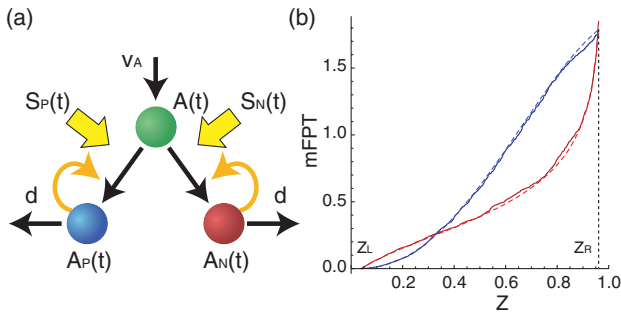 (a)
vA
SP(t)
A(t)
SN(t)
d
d
AP(t)
AN(t)
(b)
mFPT
1.5
1.0
0.5
0.0
ZL
ZR
0.2
0.4
0.6
0.8
1.0
Z